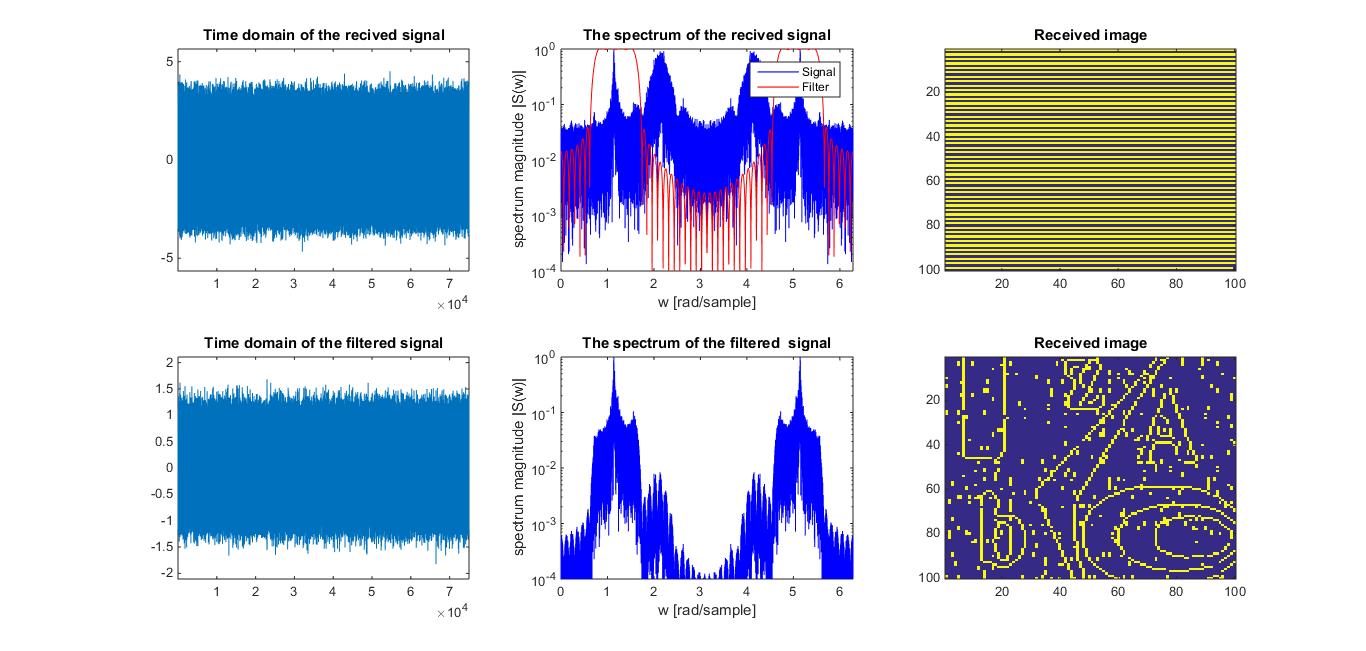 Time domain of the recived signal
5
0
-5
1 2 3 4 5 6 7
×10^4
The spectrum of the recived signal
spectrum magnitude |S(w)|
10^0
10^-1
10^-2
10^-3
10^-4
Signal
Filter
0 1 2 3 4 5 6
w [rad/sample]
Received image
20
40
60
80
100
20 40 60 80 100
Time domain of the filtered signal
2
1.5
1
0.5
0
-0.5
-1
-1.5
-2
1 2 3 4 5 6 7
×10^4
The spectrum of the filtered  signal
spectrum magnitude |S(w)|
10^0
10^-1
10^-2
10^-3
10^-4
0 1 2 3 4 5 6
w [rad/sample]
Received image
20
40
60
80
100
A
b
20 40 60 80 100